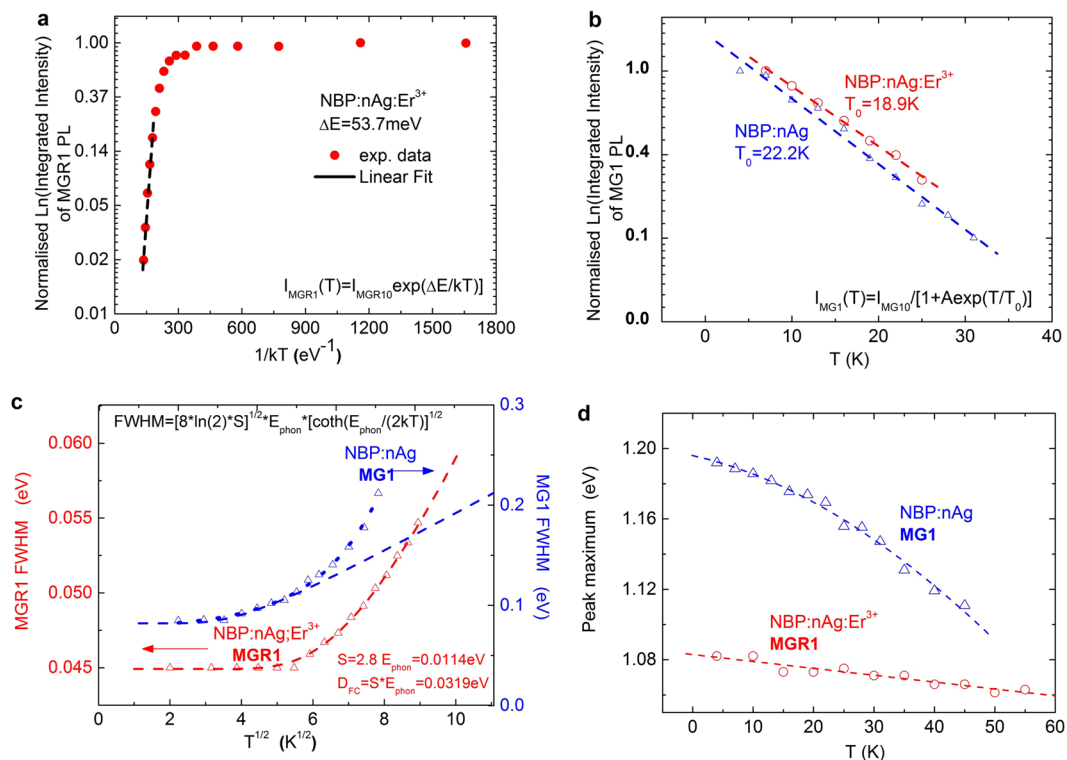 a
Normalised Ln(Integrated Intensity)
of MGR1 PL
1.00
0.37
0.14
0.05
0.02
0.01
NBP:nAg:Er3+
ΔE=53.7meV
exp. data
Linear Fit
I_MGR1(T)=I_MGR10exp(ΔE/kT)]
0 300 600 900 1200 1500 1800
1/kT (eV-1)
b
Normalised Ln(Integrated Intensity)
of MG1 PL
1.0
0.4
0.1
0.0
NBP:nAg:Er3+
T0=18.9K
NBP:nAg
T0=22.2K
I_MG1(T)=I_MG10/[1+Aexp(T/T0)]
0 10 20 30 40
T (K)
c
FWHM=[8*ln(2)*S]1/2*Ephon*[coth(Ephon/(2kT)]1/2
MGR1 FWHM (eV)
0.060
0.055
0.050
0.045
NBP:nAg
MG1
NBP:nAg;Er3+
MGR1
S=2.8 Ephon=0.0114eV
DFC=S*Ephon=0.0319eV
0.3
0.2
0.1
0.0
MG1 FWHM (eV)
0 2 4 6 8 10
T1/2 (K1/2)
d
Peak maximum (eV)
1.20
1.16
1.12
1.08
NBP:nAg
MG1
NBP:nAg:Er3+
MGR1
0 10 20 30 40 50 60
T (K)